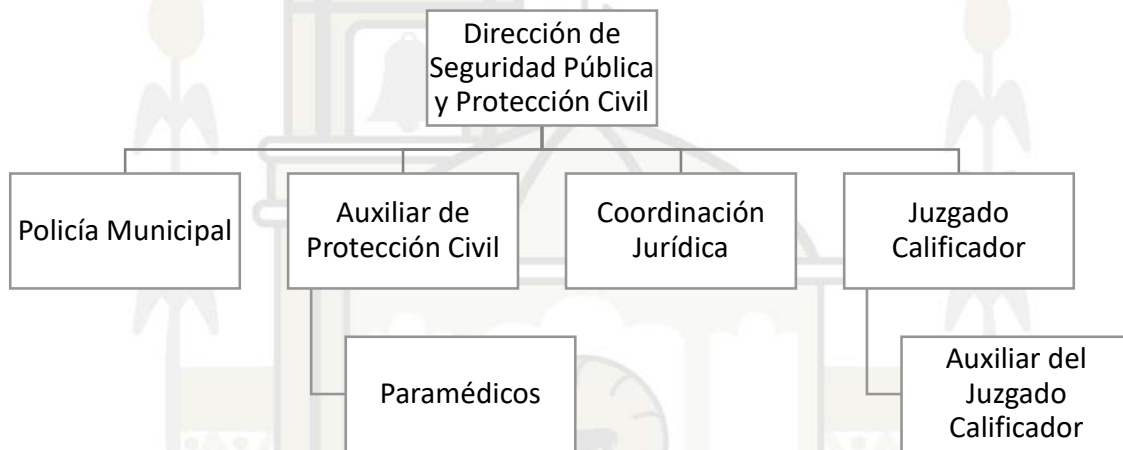 Dirección de
Seguridad Pública
y Protección Civil
Policía Municipal
Auxiliar de
Protección Civil
Coordinación
Jurídica
Juzgado
Calificador
Paramédicos
Auxiliar del
Juzgado
Calificador